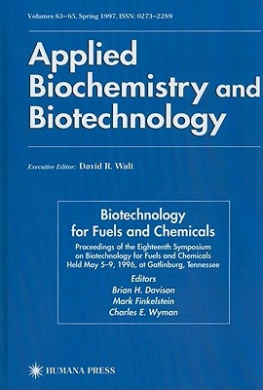 Volumes 63–65, Spring 1997, ISSN: 0273-2289
Applied
Biochemistry and
Biotechnology
Executive Editor: David R. Walt
Biotechnology
for Fuels and Chemicals
Proceedings of the Eighteenth Symposium
on Biotechnology for Fuels and Chemicals
Held May 5–9, 1996, at Gatlinburg, Tennessee
Editors
Brian H. Davison
Mark Finkelstein
Charles E. Wyman
HUMANA PRESS